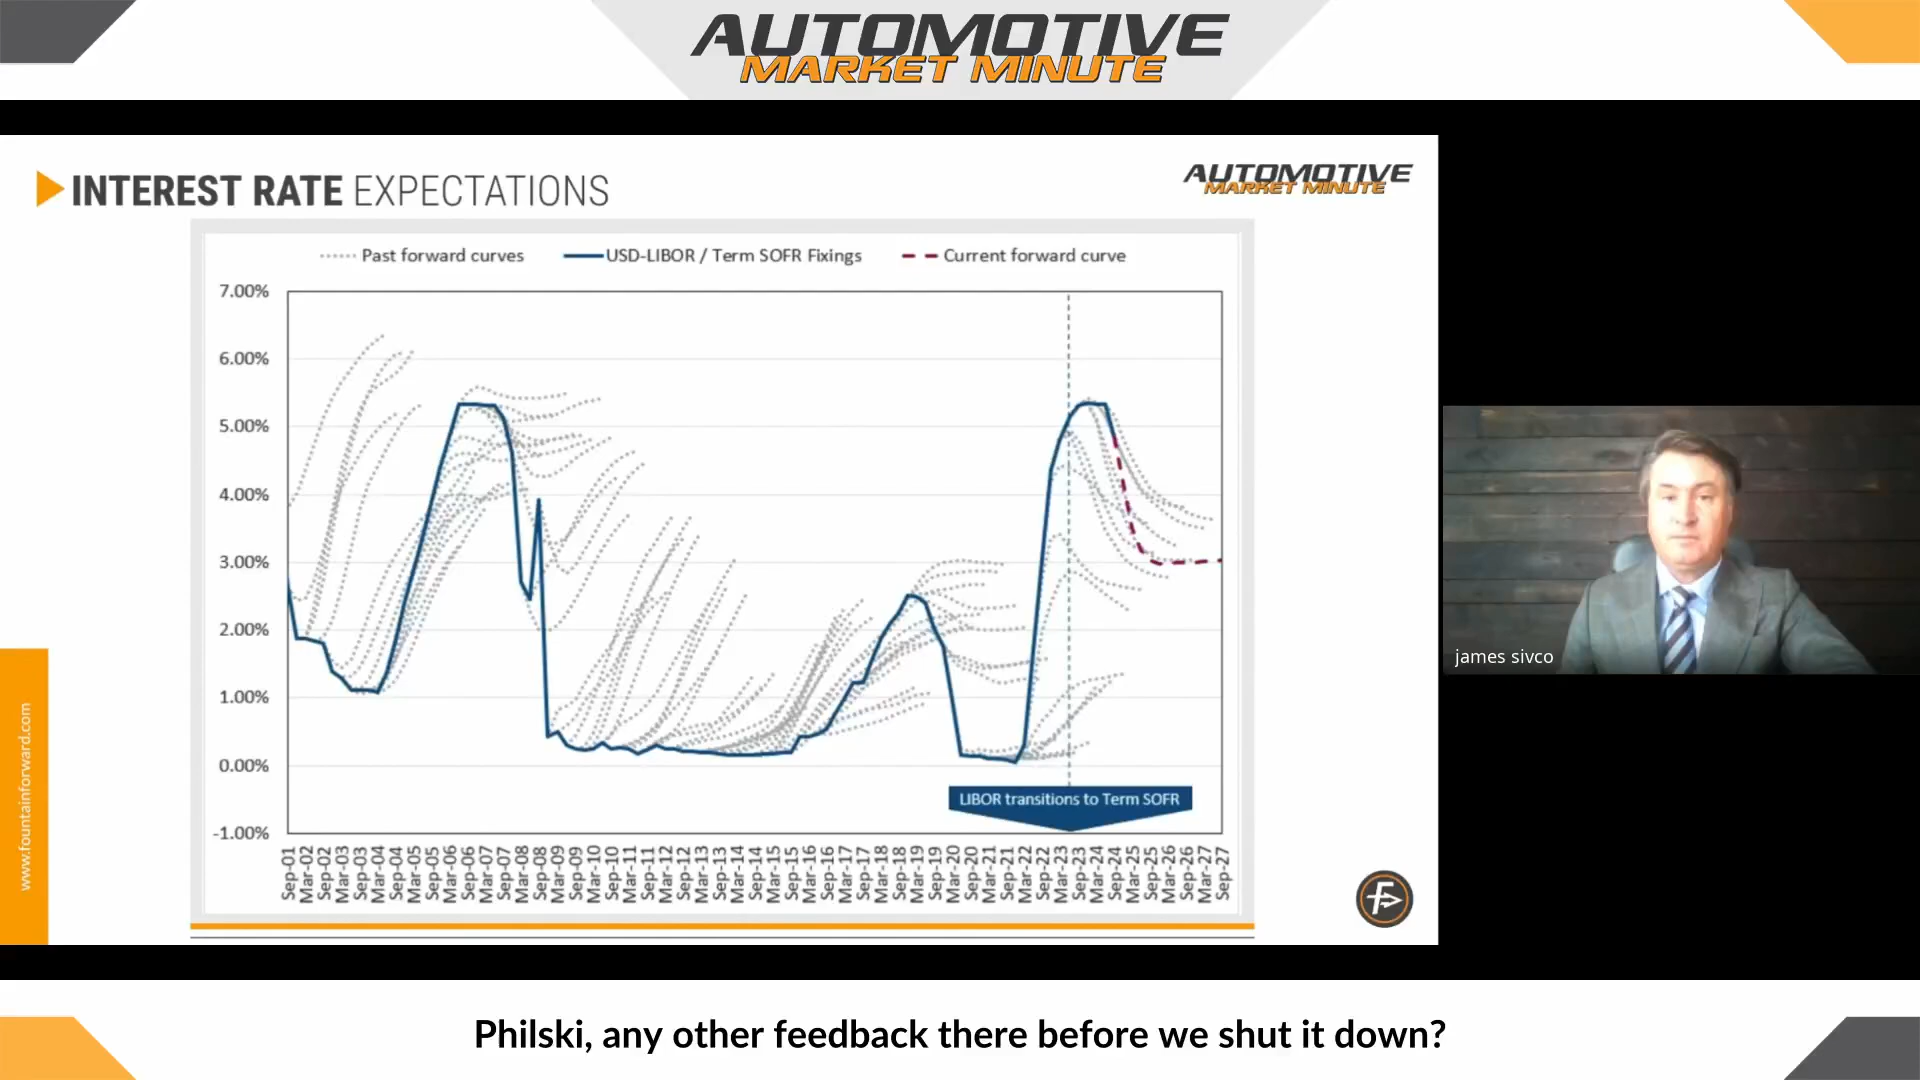 AUTOMOTIVE
MARKET MINUTE
INTEREST RATE EXPECTATIONS
AUTOMOTIVE
MARKET MINUTE
Past forward curves
USD-LIBOR / Term SOFR Fixings
Current forward curve
7.00%
6.00%
5.00%
4.00%
3.00%
2.00%
1.00%
0.00%
-1.00%
LIBOR transitions to Term SOFR
Sep-01
Mar-02
Sep-02
Mar-03
Sep-03
Mar-04
Sep-04
Mar-05
Sep-05
Mar-06
Sep-06
Mar-07
Sep-07
Mar-08
Sep-08
Mar-09
Sep-09
Mar-10
Sep-10
Mar-11
Sep-11
Mar-12
Sep-12
Mar-13
Sep-13
Mar-14
Sep-14
Mar-15
Sep-15
Mar-16
Sep-16
Mar-17
Sep-17
Mar-18
Sep-18
Mar-19
Sep-19
Mar-20
Sep-20
Mar-21
Sep-21
Mar-22
Sep-22
Mar-23
Sep-23
Mar-24
Sep-24
Mar-25
Sep-25
Mar-26
Sep-26
Mar-27
Sep-27
www.fountainforward.com
james sivco
Philski, any other feedback there before we shut it down?